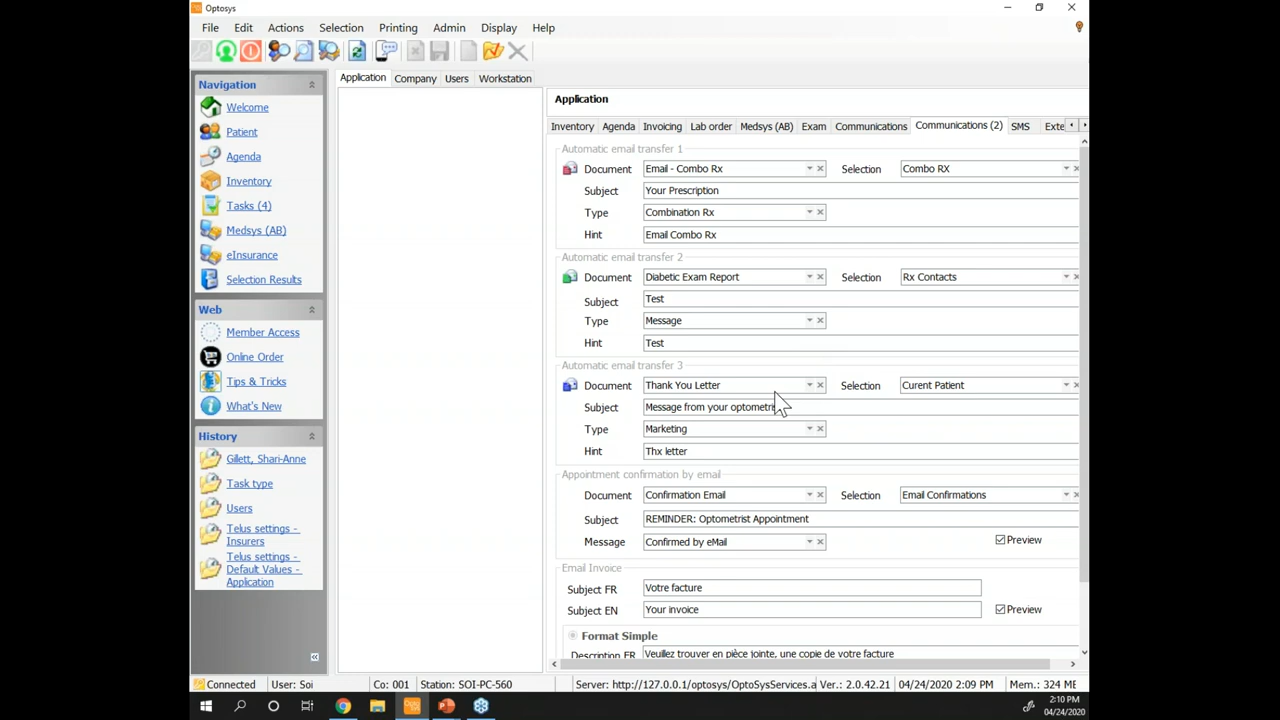 Optosys
File Edit Actions Selection Printing Admin Display Help
Navigation
Welcome
Patient
Agenda
Inventory
Tasks (4)
Medsys (AB)
eInsurance
Selection Results
Web
Member Access
Online Order
Tips & Tricks
What's New
History
Gillett, Shari-Anne
Task type
Users
Telus settings -
Insurers
Telus settings -
Default Values -
Application
Application Company Users Workstation
Application
Inventory Agenda Invoicing Lab order Medsys (AB) Exam Communications Communications (2) SMS Exte
Automatic email transfer 1
Document Email - Combo Rx Selection Combo RX
Subject Your Prescription
Type Combination Rx
Hint Email Combo Rx
Automatic email transfer 2
Document Diabetic Exam Report Selection Rx Contacts
Subject Test
Type Message
Hint Test
Automatic email transfer 3
Document Thank You Letter Selection Curent Patient
Subject Message from your optometri
Type Marketing
Hint Thx letter
Appointment confirmation by email
Document Confirmation Email Selection Email Confirmations
Subject REMINDER: Optometrist Appointment
Message Confirmed by eMail Preview
Email Invoice
Subject FR Votre facture
Subject EN Your invoice Preview
Format Simple
Description FR Veuillez trouver en pièce jointe, une copie de votre facture
Connected User: Soi Co: 001 Station: SOI-PC-560 Server: http://127.0.0.1/optosys/OptoSysServices.a Ver.: 2.0.42.21 04/24/2020 2:09 PM Mem.: 324 ME
2:10 PM
04/24/2020